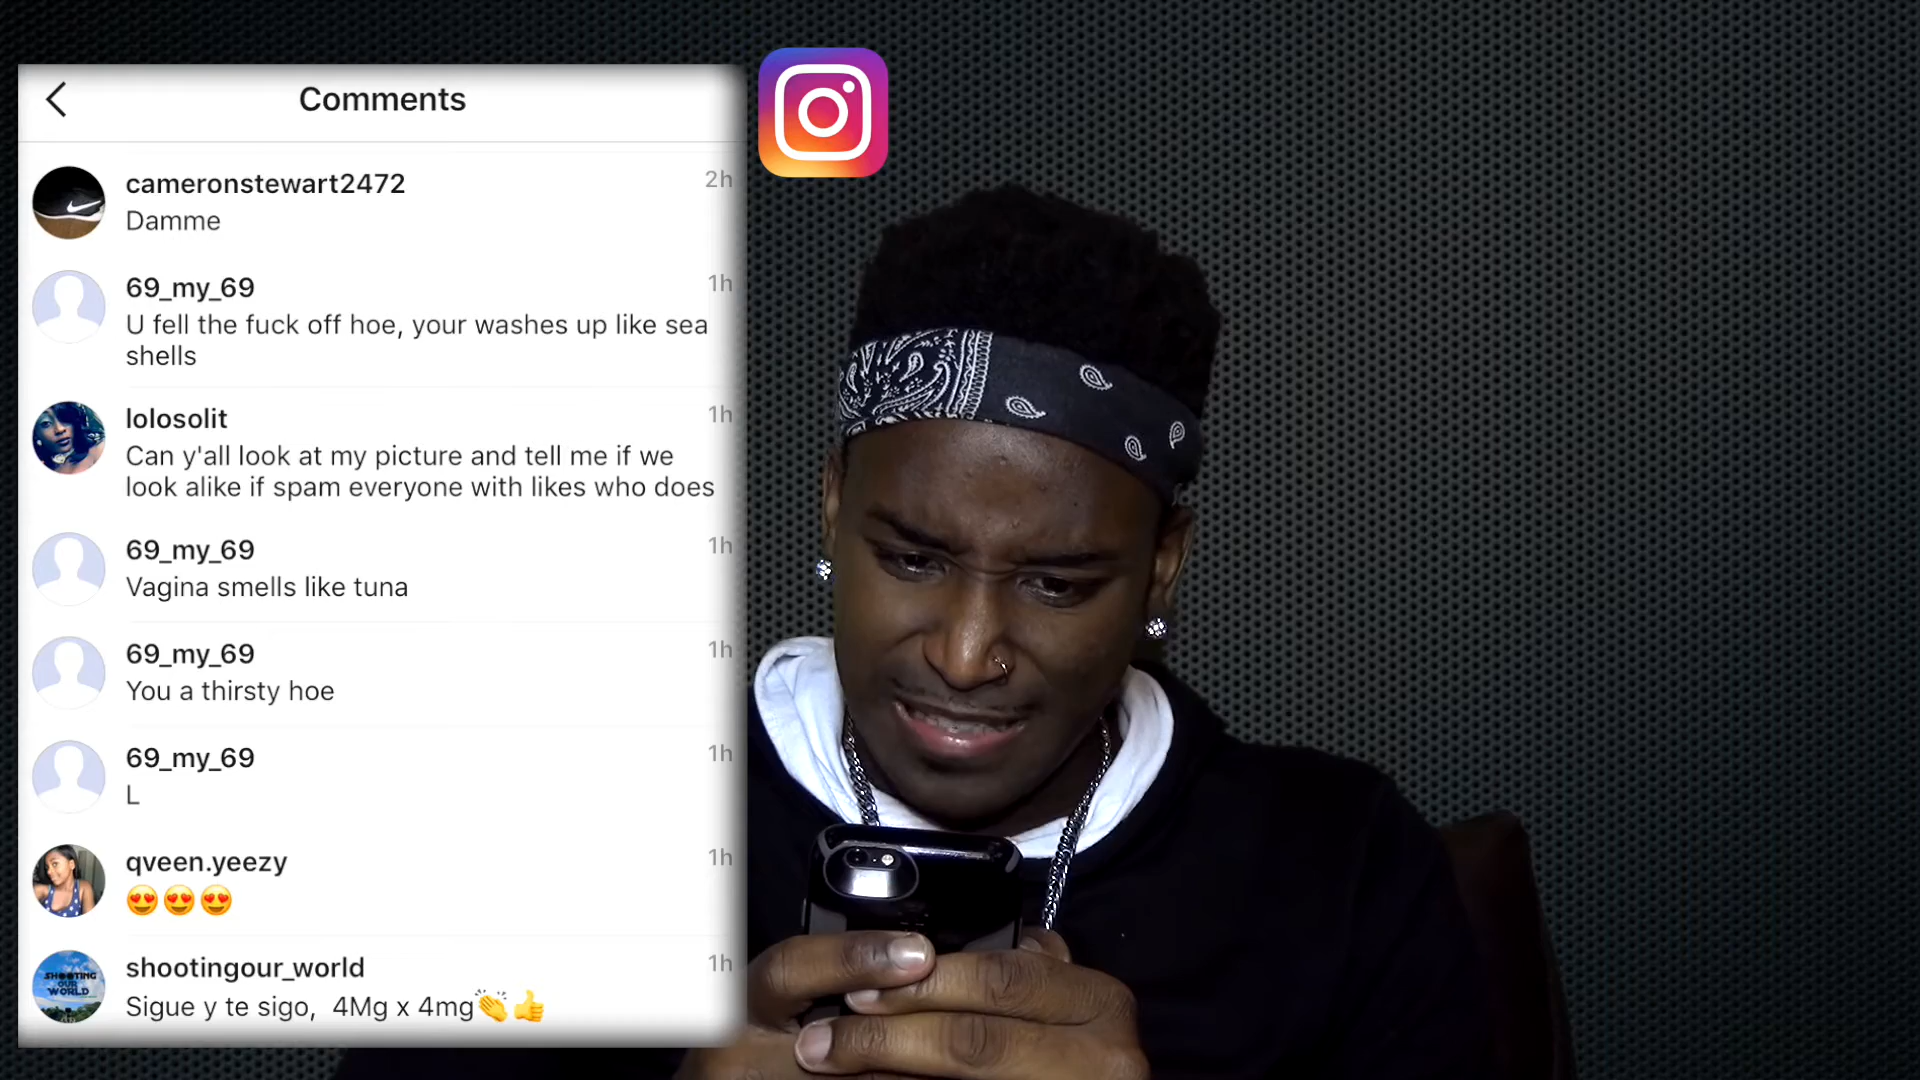 Comments
cameronstewart2472
2h
Damme
69_my_69
1h
U fell the fuck off hoe, your washes up like sea
shells
lolosolit
1h
Can y'all look at my picture and tell me if we
look alike if spam everyone with likes who does
69_my_69
1h
Vagina smells like tuna
69_my_69
1h
You a thirsty hoe
69_my_69
1h
L
qveen.yeezy
1h
😍😍😍
SHOOTING
OUR
WORLD
shootingour_world
1h
Sigue y te sigo, 4Mg x 4mg👏👍